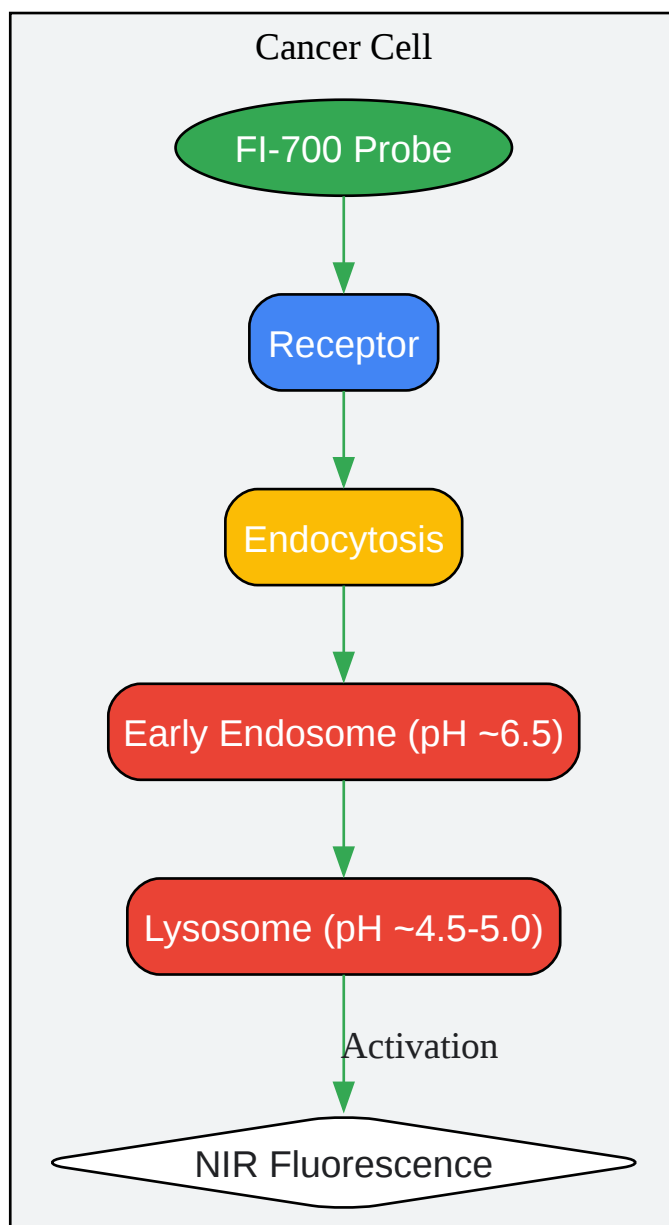 Cancer Cell
FI-700 Probe
Receptor
Endocytosis
Early Endosome (pH ~6.5)
Lysosome (pH ~4.5-5.0)
Activation
NIR Fluorescence